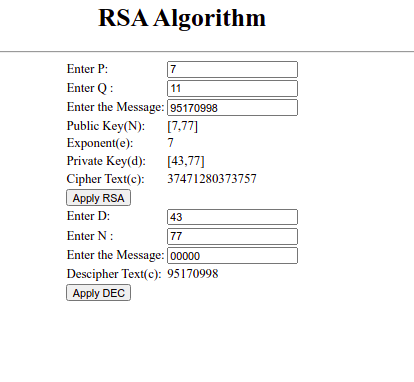 RSA Algorithm
Enter P: 7
Enter Q : 11
Enter the Message: 95170998
Public Key(N): [7,77]
Exponent(e): 7
Private Key(d): [43,77]
Cipher Text(c): 37471280373757
Apply RSA
Enter D: 43
Enter N : 77
Enter the Message: 00000
Descipher Text(c): 95170998
Apply DEC